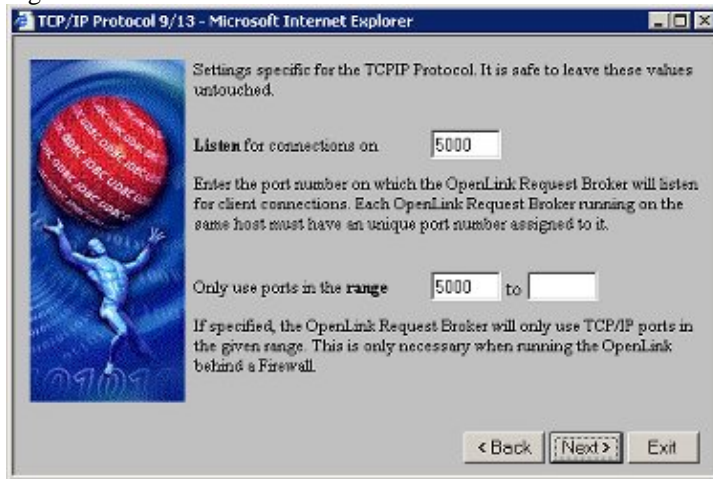 TCP/IP Protocol 9/13 - Microsoft Internet Explorer
Settings specific for the TCPIP Protocol. It is safe to leave these values
untouched.
Listen for connections on 5000
Enter the port number on which the OpenLink Request Broker will listen
for client connections. Each OpenLink Request Broker running on the
same host must have an unique port number assigned to it.
Only use ports in the range 5000 to
If specified, the OpenLink Request Broker will only use TCP/IP ports in
the given range. This is only necessary when running the OpenLink
behind a Firewall.
< Back Next > Exit